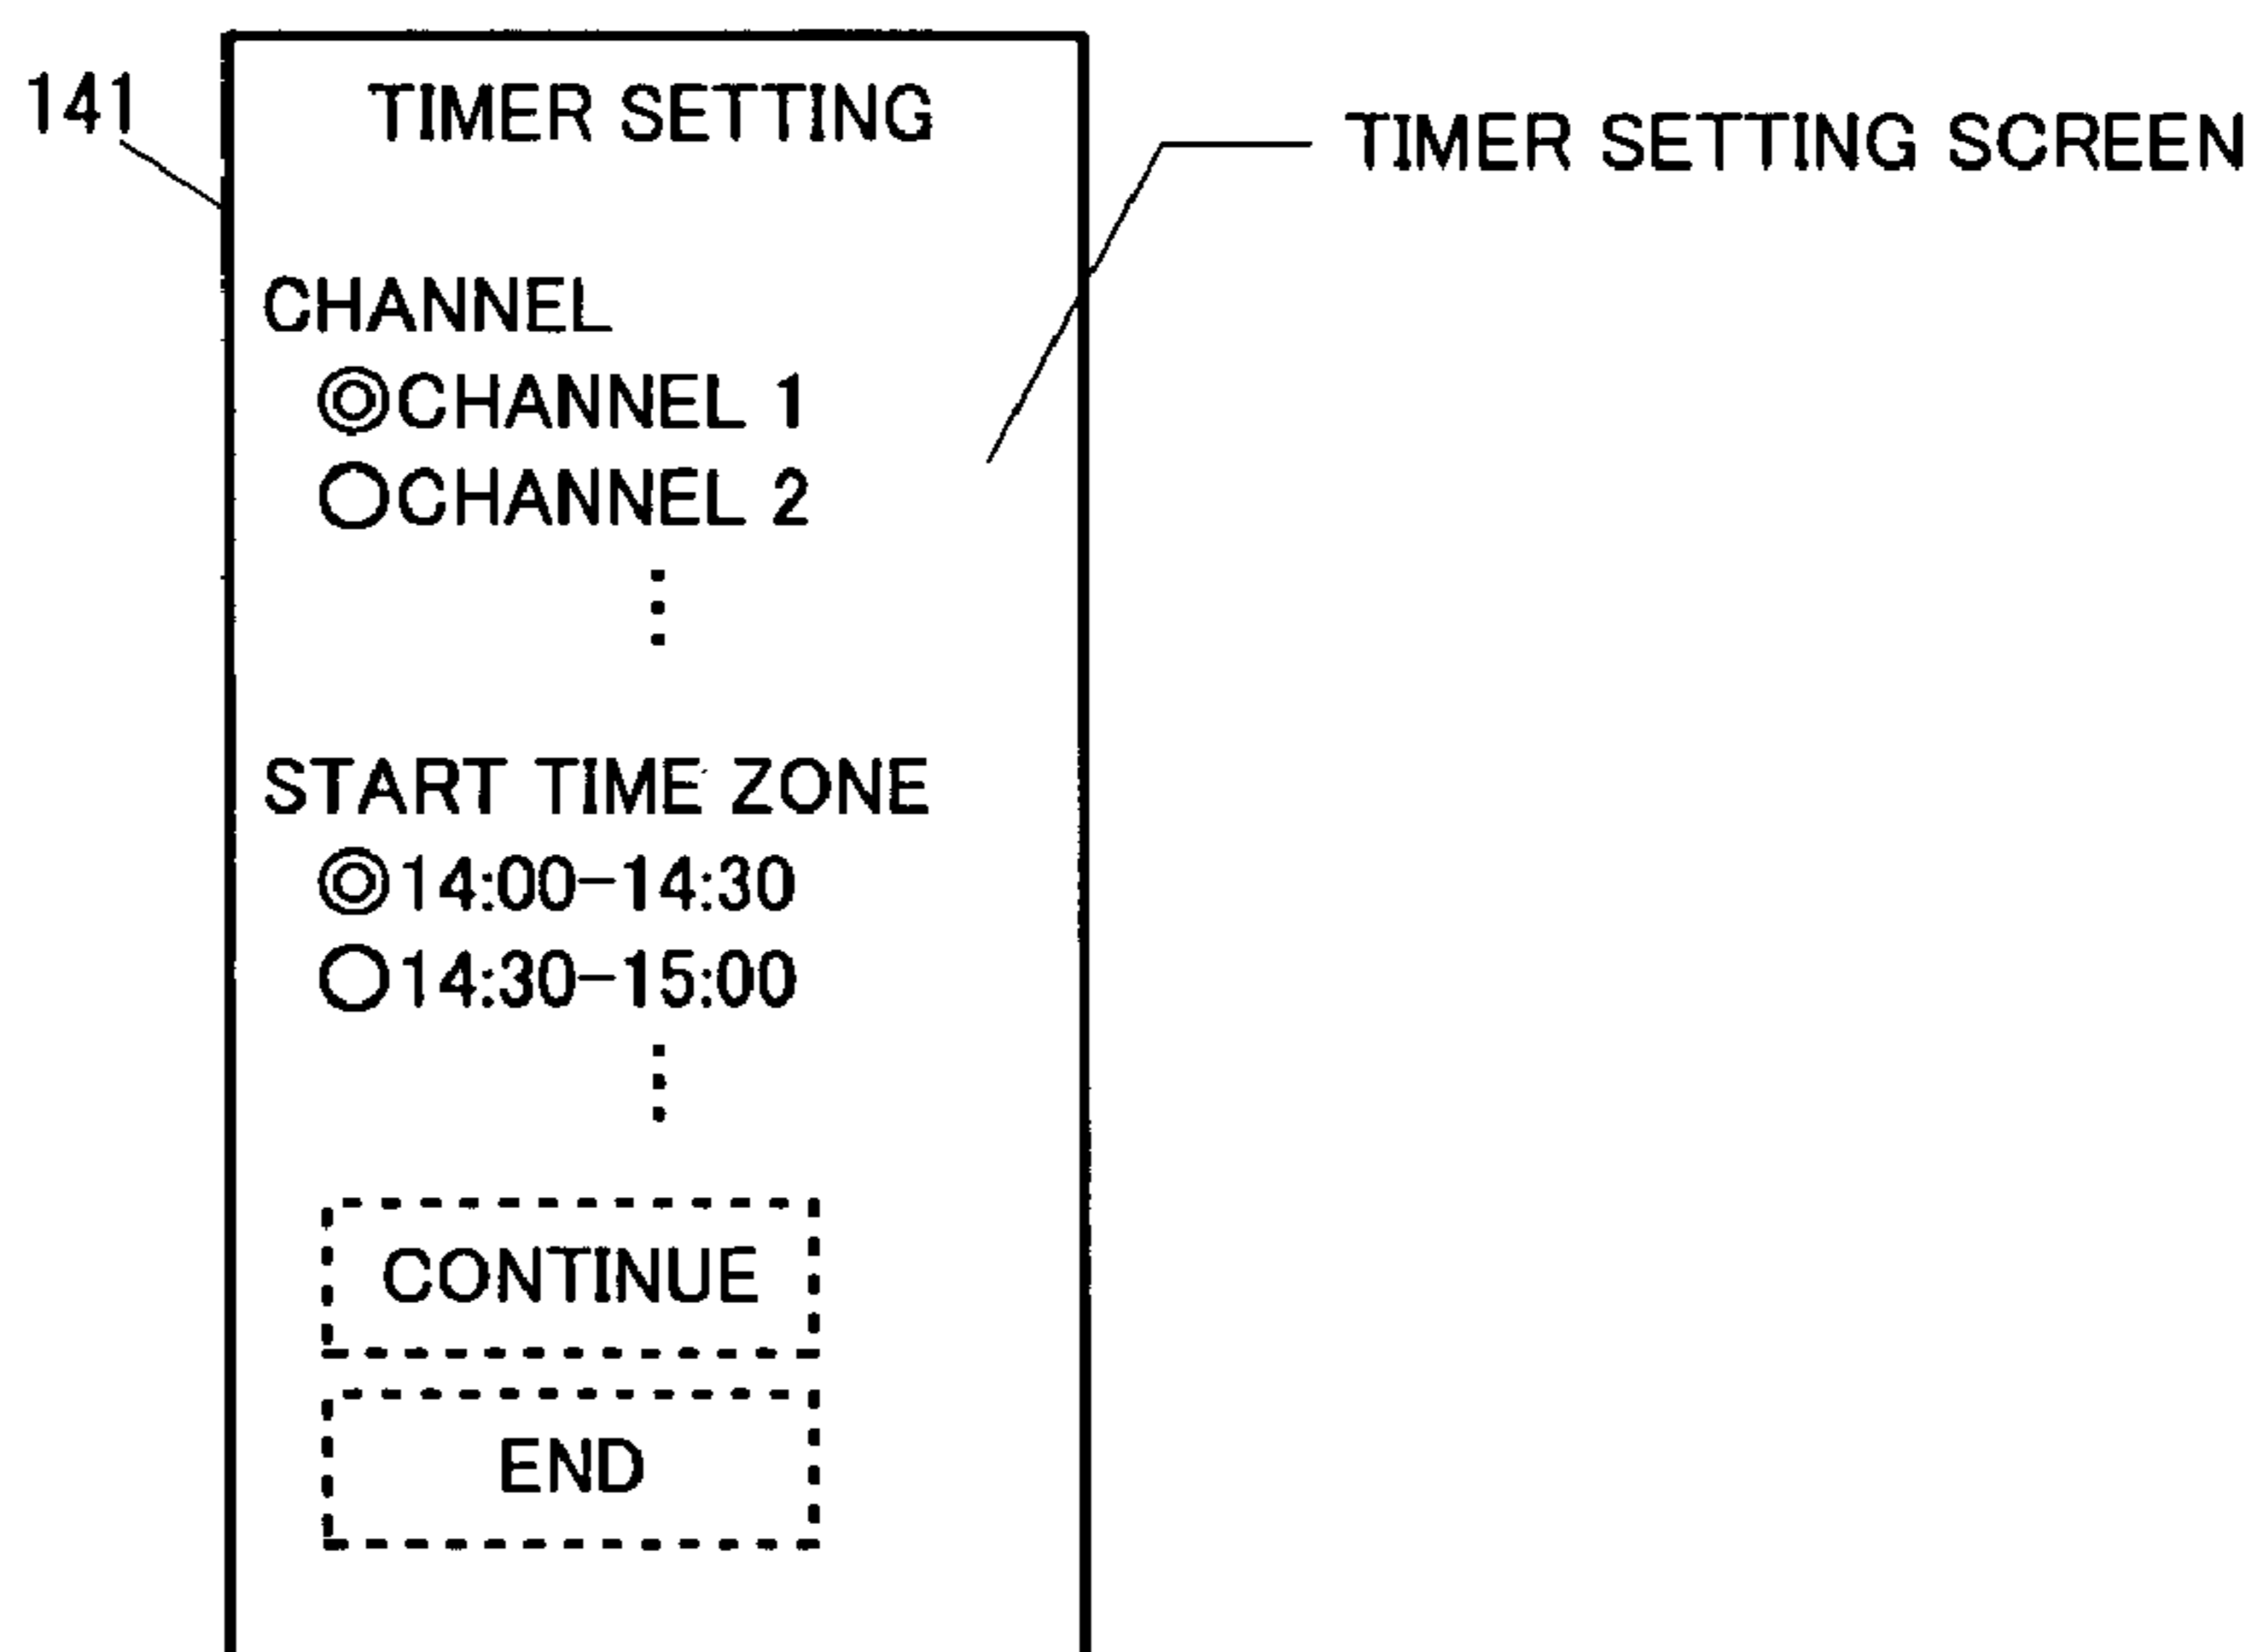 141
TIMER SETTING
TIMER SETTING SCREEN
CHANNEL
◎CHANNEL 1
○CHANNEL 2
⋮
START TIME ZONE
◎14:00-14:30
○14:30-15:00
⋮
CONTINUE
END